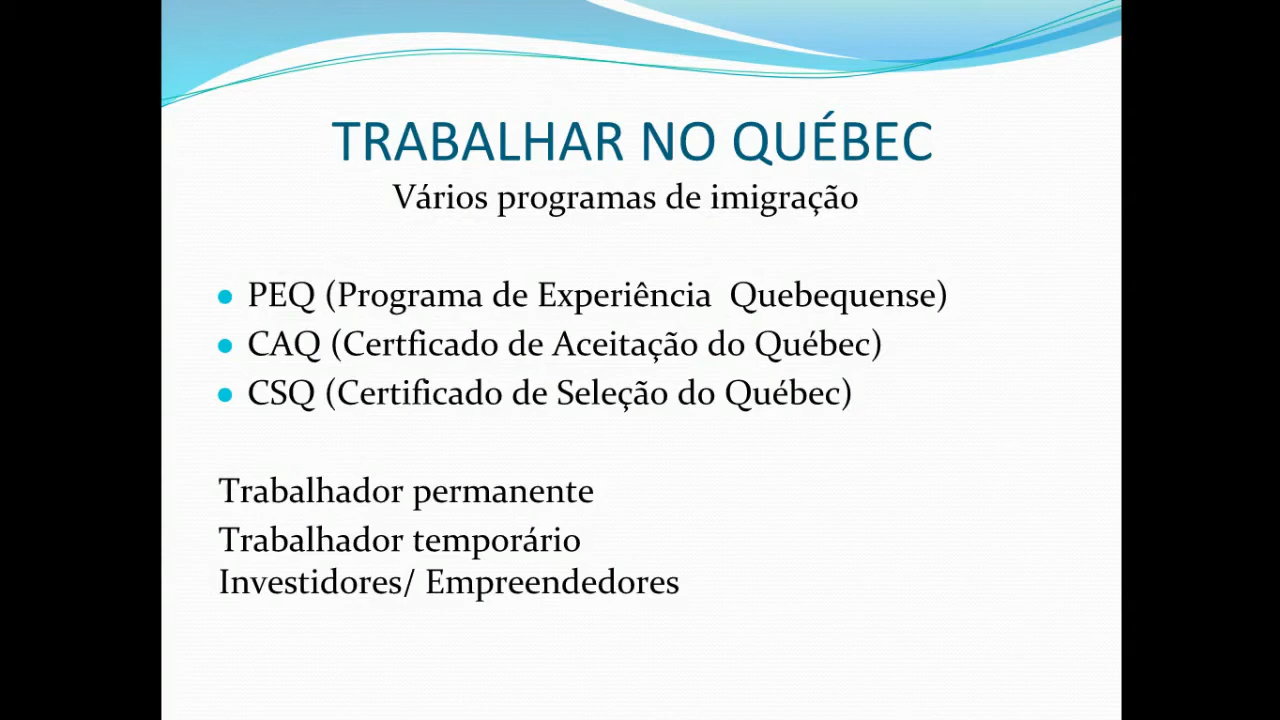 TRABALHAR NO QUÉBEC
Vários programas de imigração
• PEQ (Programa de Experiência  Quebequense)
• CAQ (Certficado de Aceitação do Québec)
• CSQ (Certificado de Seleção do Québec)
Trabalhador permanente
Trabalhador temporário
Investidores/ Empreendedores